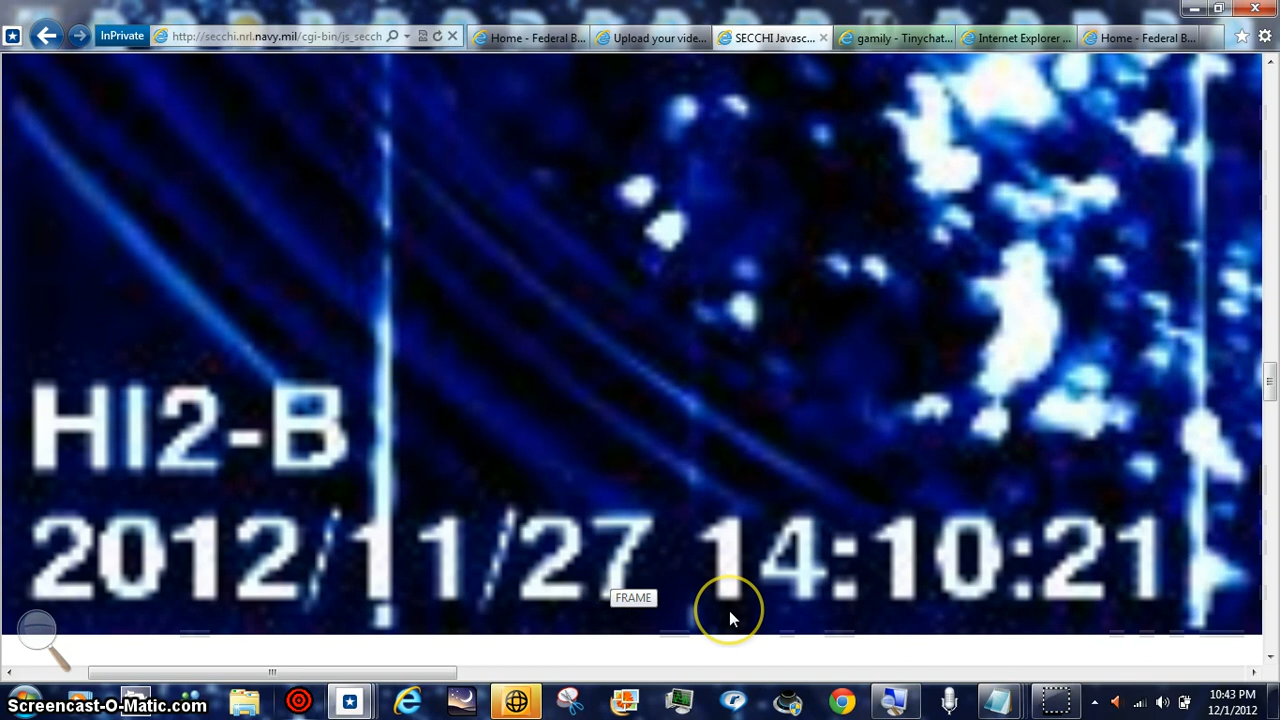 InPrivate
http://secchi.nrl.navy.mil/cgi-bin/js_secch
Home - Federal B...
Upload your vide...
SECCHI Javasc...
gamily - Tinychat...
Internet Explorer ...
Home - Federal B...
HI2-B
2012/11/27 14:10:21
FRAME
Screencast-O-Matic.com
10:43 PM
12/1/2012